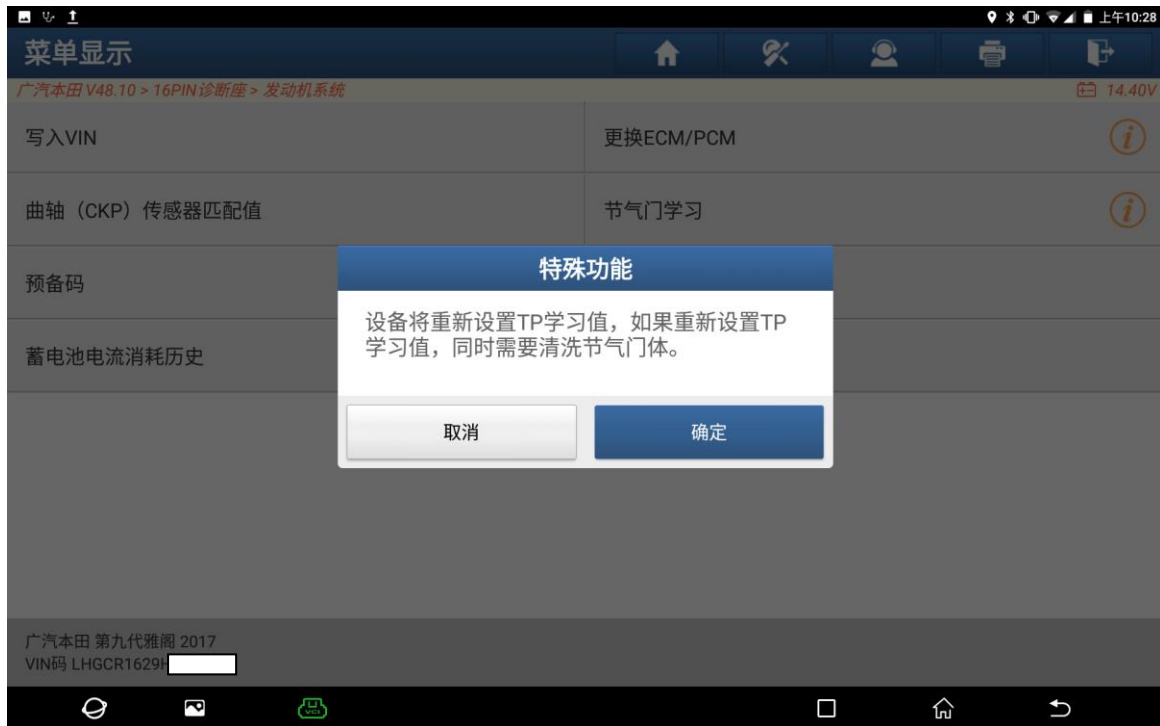 上午10:28
菜单显示
广汽本田 V48.10 > 16PIN诊断座 > 发动机系统
14.40V
写入VIN
更换ECM/PCM
i
曲轴（CKP）传感器匹配值
节气门学习
i
预备码
特殊功能
设备将重新设置TP学习值，如果重新设置TP
学习值，同时需要清洗节气门体。
蓄电池电流消耗历史
取消
确定
广汽本田 第九代雅阁 2017
VIN码 LHGCR1629H
VCI